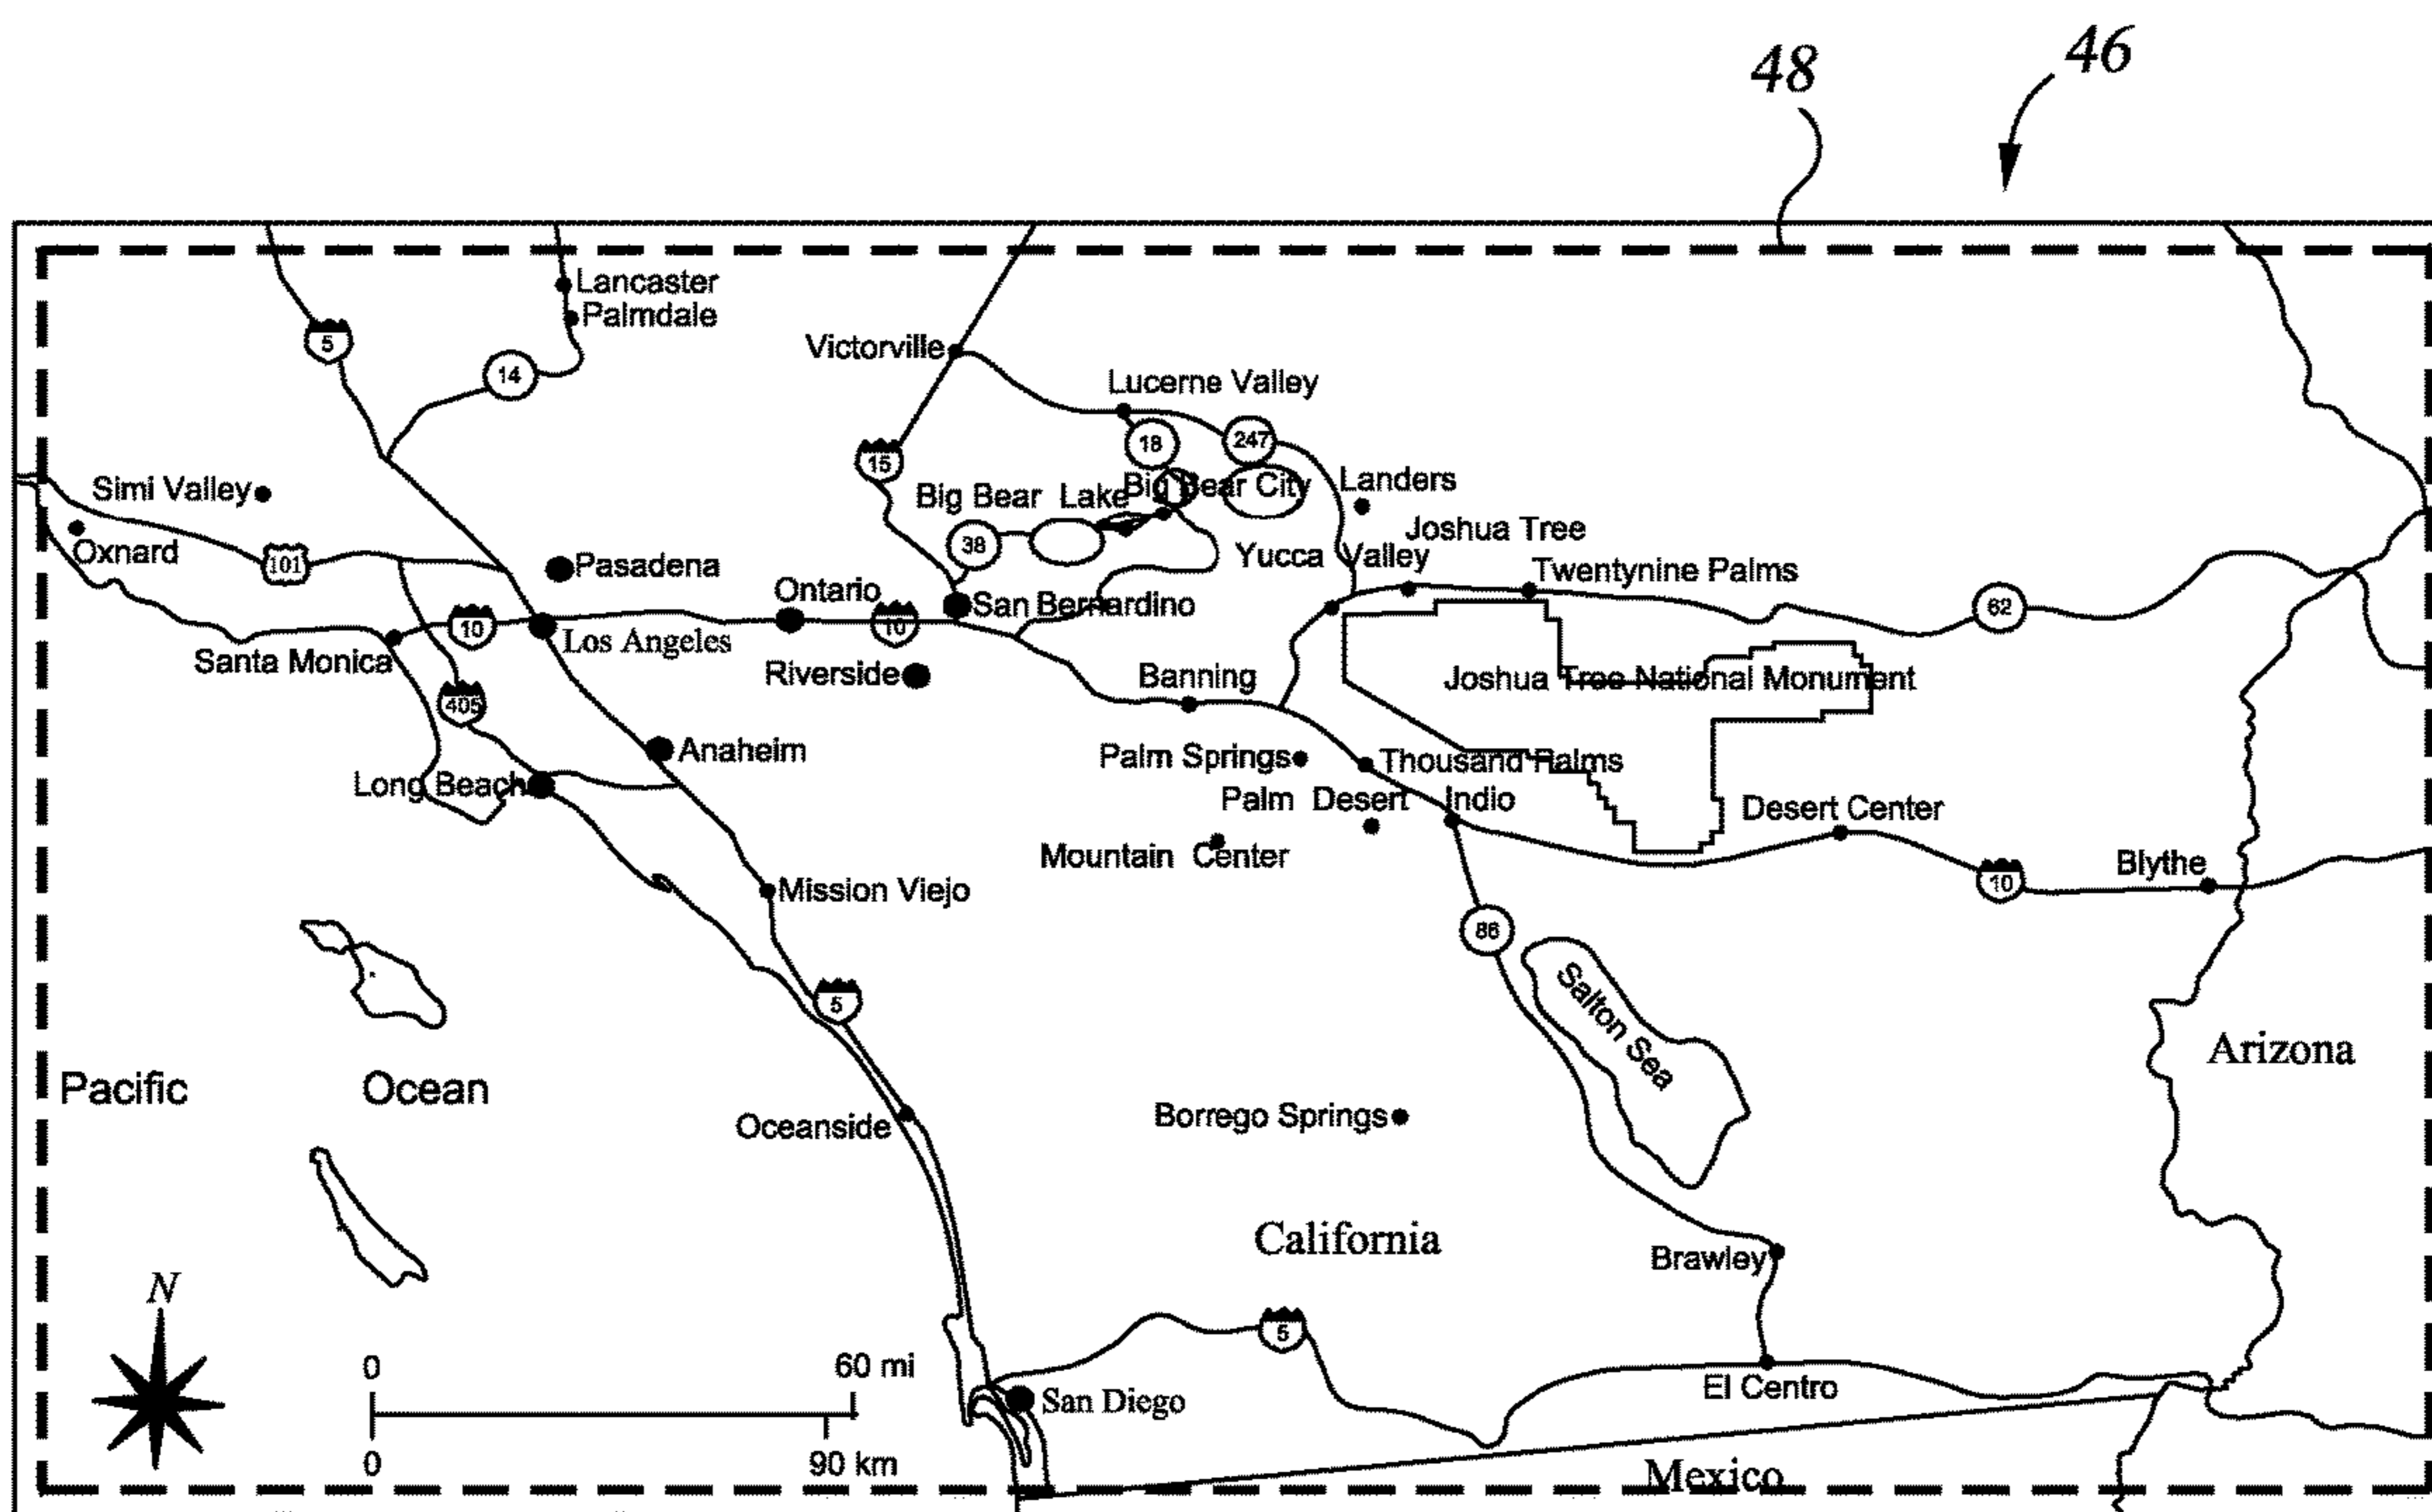 46
48
Lancaster
Palmdale
5
14
Victorville
Lucerne Valley
18
247
15
Simi Valley
Big Bear Lake
Big Bear City
Landers
Oxnard
101
Pasadena
38
Joshua Tree
Yucca Valley
Twentynine Palms
Ontario
San Bernardino
62
10
10
Los Angeles
Santa Monica
Riverside
Banning
Joshua Tree National Monument
405
Anaheim
Palm Springs
Thousand Palms
Long Beach
Palm Desert
Indio
Desert Center
Mountain Center
Blythe
10
Mission Viejo
86
5
Salton Sea
Arizona
Pacific Ocean
Borrego Springs
Oceanside
California
Brawley
N
5
0
60 mi
El Centro
San Diego
0
90 km
Mexico